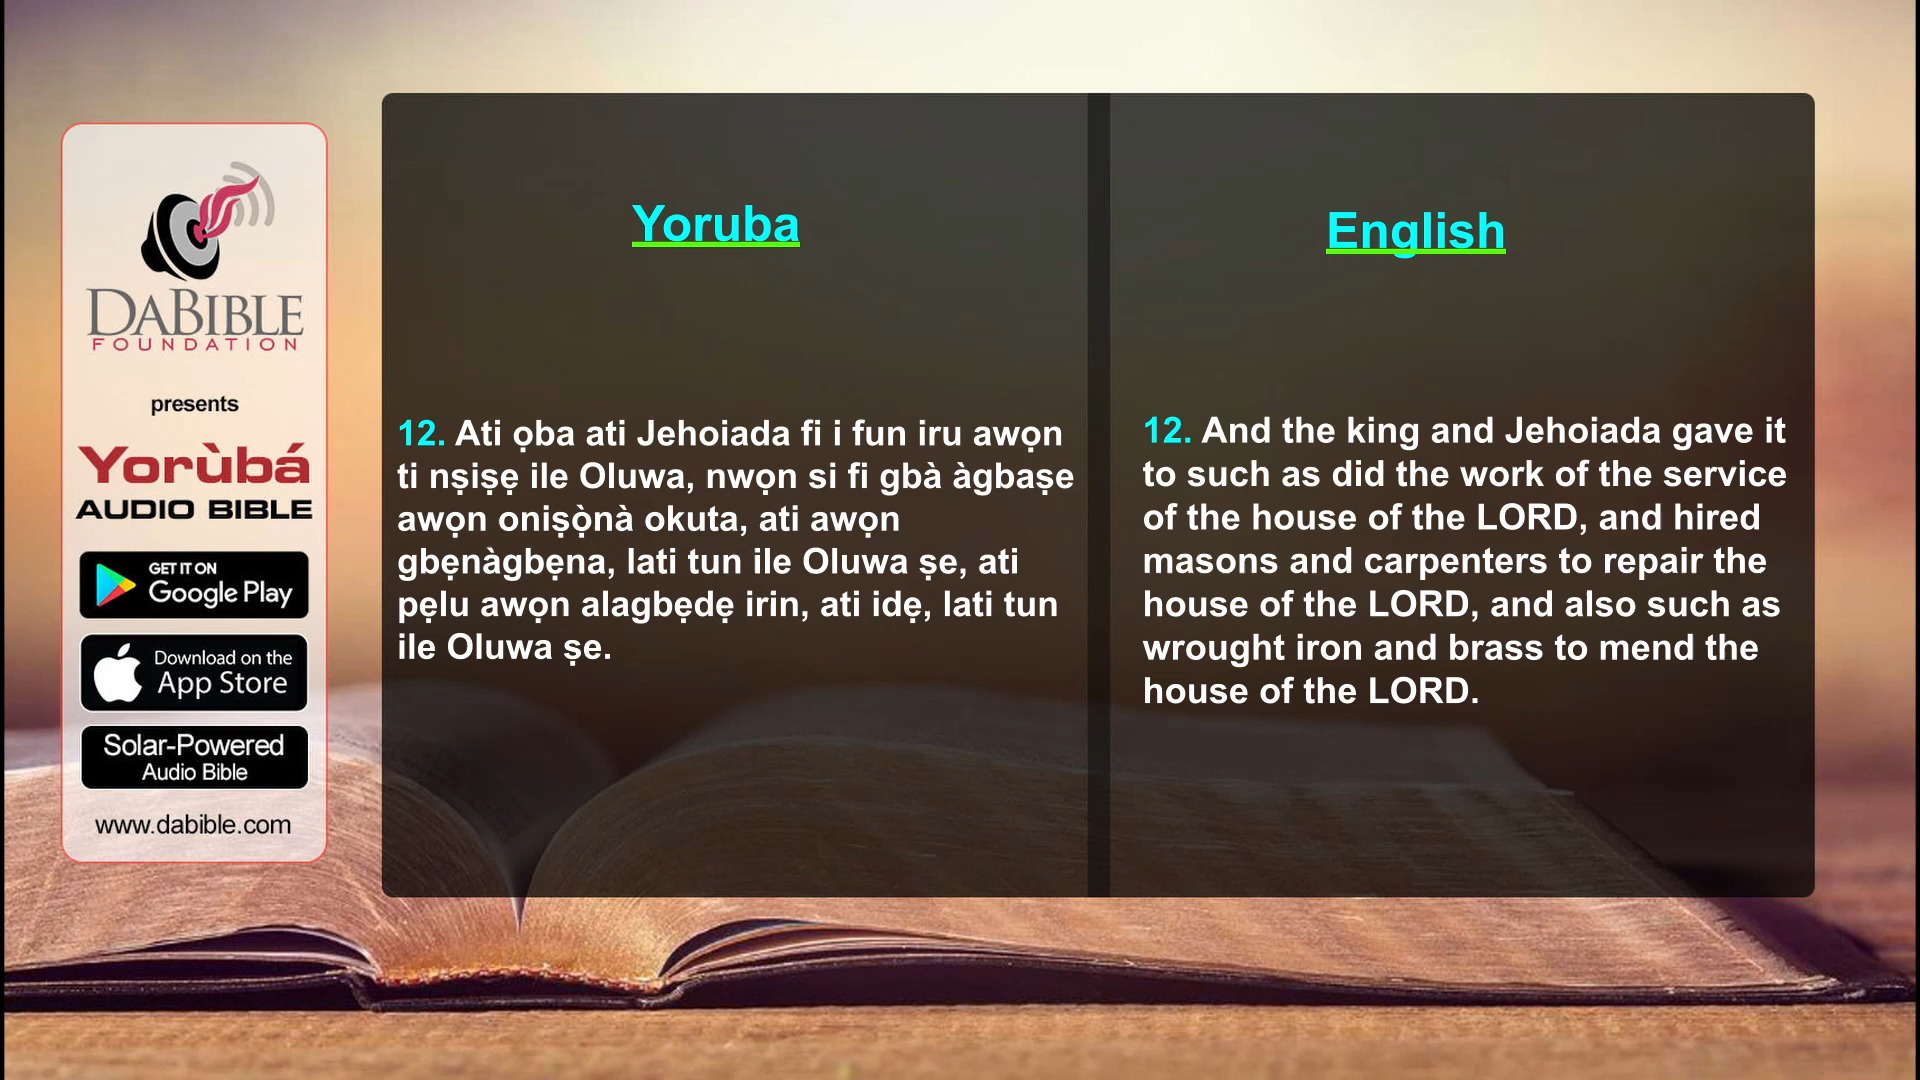 DABIBLE
FOUNDATION
presents
Yorùbá
AUDIO BIBLE
GET IT ON
Google Play
Download on the
App Store
Solar-Powered
Audio Bible
www.dabible.com
Yoruba
12. Ati ọba ati Jehoiada fi i fun iru awọn
ti nṣiṣẹ ile Oluwa, nwọn si fi gbà àgbaṣe
awọn oniṣọ̀nà okuta, ati awọn
gbẹnàgbẹna, lati tun ile Oluwa ṣe, ati
pẹlu awọn alagbẹdẹ irin, ati idẹ, lati tun
ile Oluwa ṣe.
English
12. And the king and Jehoiada gave it
to such as did the work of the service
of the house of the LORD, and hired
masons and carpenters to repair the
house of the LORD, and also such as
wrought iron and brass to mend the
house of the LORD.